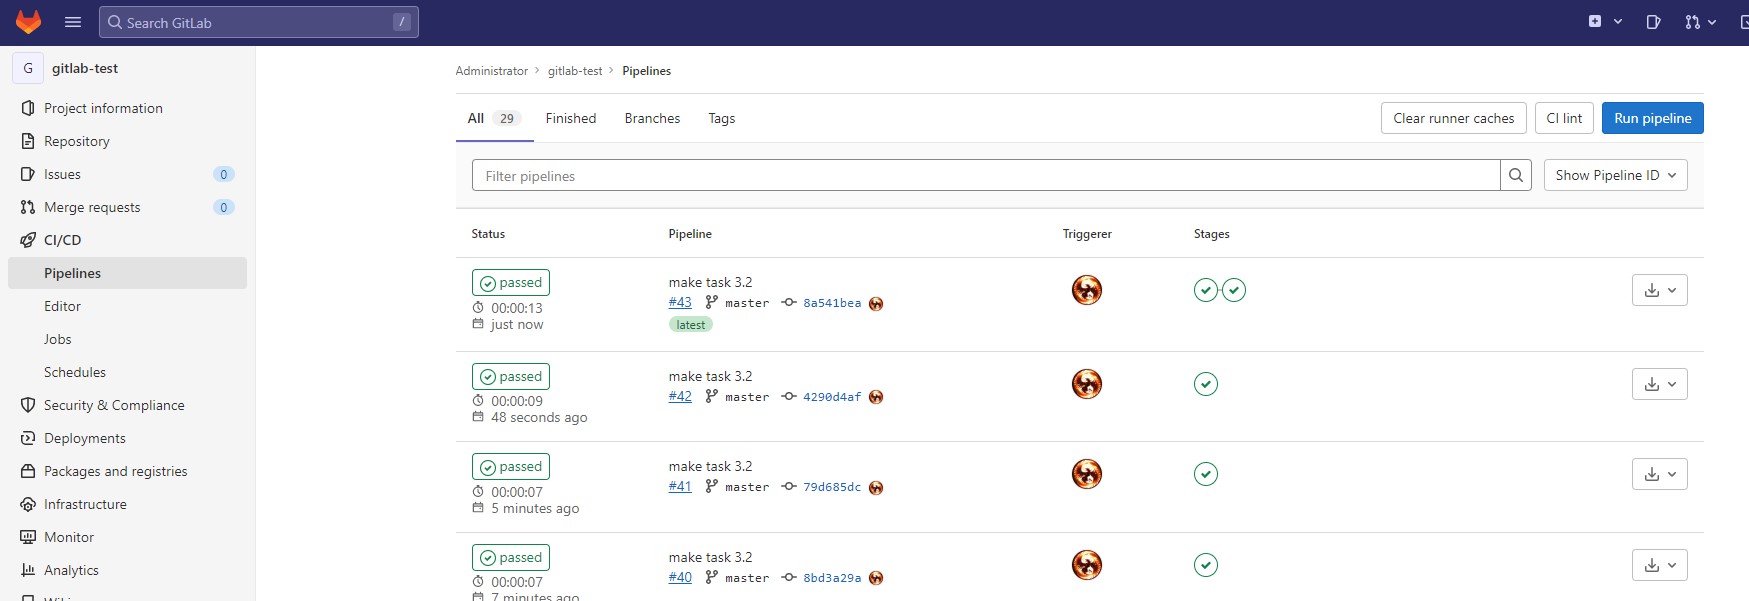 Search GitLab /
G gitlab-test
Project information
Repository
Issues 0
Merge requests 0
CI/CD
Pipelines
Editor
Jobs
Schedules
Security & Compliance
Deployments
Packages and registries
Infrastructure
Monitor
Analytics
Administrator > gitlab-test > Pipelines
All 29 Finished Branches Tags Clear runner caches CI lint Run pipeline
Filter pipelines Show Pipeline ID
Status Pipeline Triggerer Stages
passed make task 3.2
00:00:13 #43 master 8a541bea
just now latest
passed make task 3.2
00:00:09 #42 master 4290d4af
48 seconds ago
passed make task 3.2
00:00:07 #41 master 79d685dc
5 minutes ago
passed make task 3.2
00:00:07 #40 master 8bd3a29a
7 minutes ago